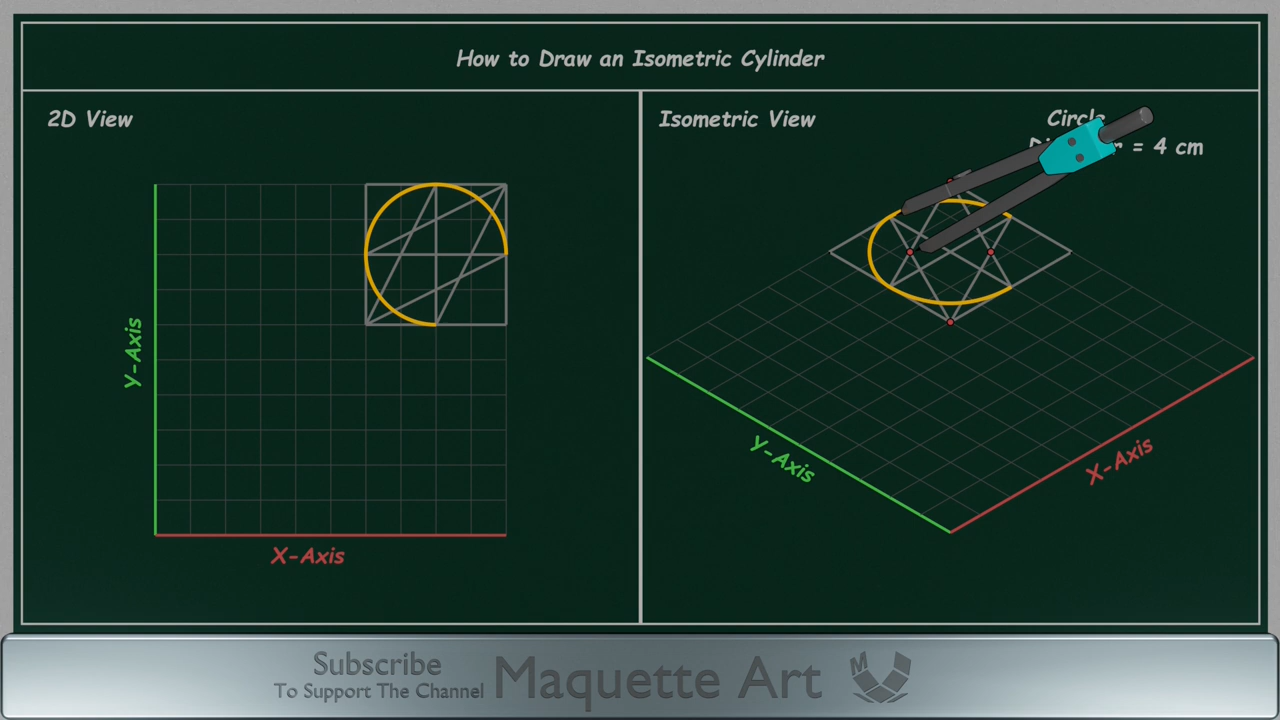 How to Draw an Isometric Cylinder
2D View
Isometric View
Circle
= 4 cm
Y-Axis
X-Axis
Y-Axis
X-Axis
Subscribe
To Support The Channel
Maquette Art
M